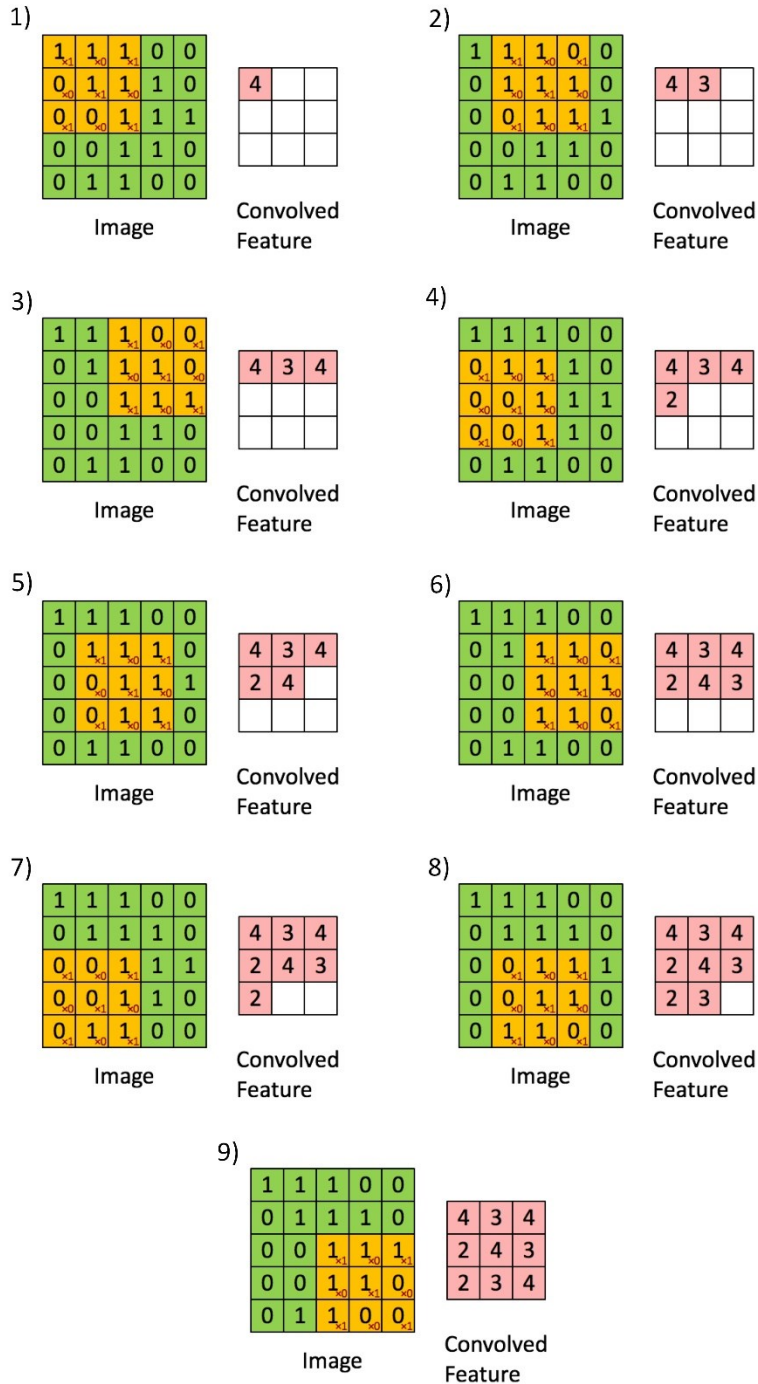 1)
1×1 1×0 1×1 0 0
0×0 1×1 1×0 1 0
0×1 0×0 1×1 1 1
0 0 1 1 0
0 1 1 0 0
Image
4
Convolved
Feature
2)
1 1×1 1×0 0×1 0
0 1×0 1×1 1×0 0
0 0×1 1×0 1×1 1
0 0 1 1 0
0 1 1 0 0
Image
4 3
Convolved
Feature
3)
1 1 1×1 0×0 0×1
0 1 1×0 1×1 0×0
0 0 1×1 1×0 1×1
0 0 1 1 0
0 1 1 0 0
Image
4 3 4
Convolved
Feature
4)
1 1 1 0 0
0×1 1×0 1×1 1 0
0×0 0×1 1×0 1 1
0×1 0×0 1×1 1 0
0 1 1 0 0
Image
4 3 4
2
Convolved
Feature
5)
1 1 1 0 0
0 1×1 1×0 1×1 0
0 0×0 1×1 1×0 1
0 0×1 1×0 1×1 0
0 1 1 0 0
Image
4 3 4
2 4
Convolved
Feature
6)
1 1 1 0 0
0 1 1×1 1×0 0×1
0 0 1×0 1×1 1×0
0 0 1×1 1×0 0×1
0 1 1 0 0
Image
4 3 4
2 4 3
Convolved
Feature
7)
1 1 1 0 0
0 1 1 1 0
0×1 0×0 1×1 1 1
0×0 0×1 1×0 1 0
0×1 1×0 1×1 0 0
Image
4 3 4
2 4 3
2
Convolved
Feature
8)
1 1 1 0 0
0 1 1 1 0
0 0×1 1×0 1×1 1
0 0×0 1×1 1×0 0
0 1×1 1×0 0×1 0
Image
4 3 4
2 4 3
2 3
Convolved
Feature
9)
1 1 1 0 0
0 1 1 1 0
0 0 1×1 1×0 1×1
0 0 1×0 1×1 0×0
0 1 1×1 0×0 0×1
Image
4 3 4
2 4 3
2 3 4
Convolved
Feature